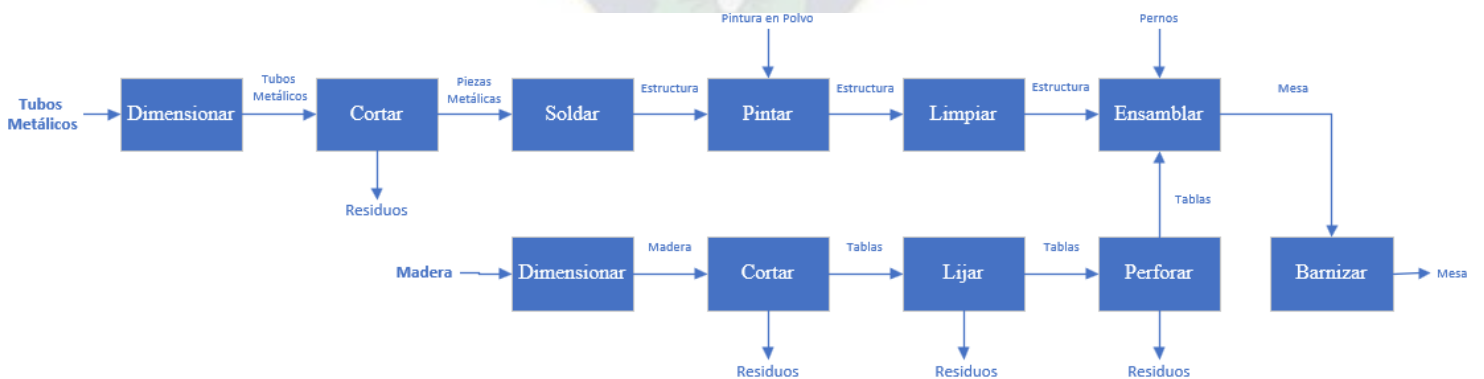 Pintura en Polvo
Pernos
Tubos
Metálicos
Dimensionar
Tubos
Metálicos
Cortar
Piezas
Metálicas
Soldar
Estructura
Pintar
Estructura
Limpiar
Estructura
Ensamblar
Mesa
Residuos
Tablas
Madera
Dimensionar
Madera
Cortar
Tablas
Lijar
Tablas
Perforar
Barnizar
Mesa
Residuos
Residuos
Residuos